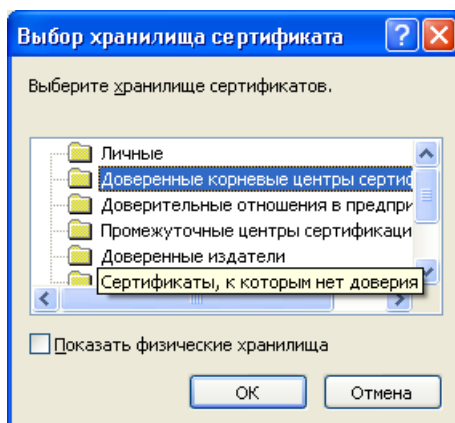 Выбор хранилища сертификата
Выберите хранилище сертификатов.
Личные
Доверенные корневые центры сертиф
Доверительные отношения в предпри
Промежуточные центры сертификаци
Доверенные издатели
Сертификаты, к которым нет доверия
Показать физические хранилища
ОК
Отмена